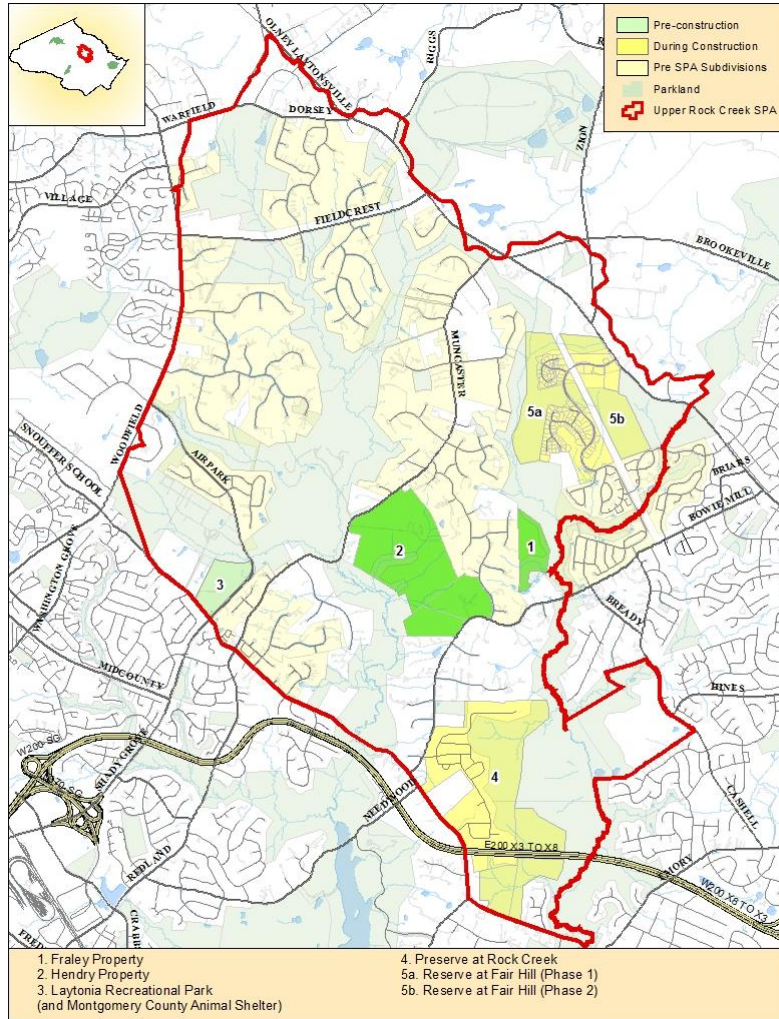 Pre-construction
During Construction
Pre SPA Subdivisions
Parkland
Upper Rock Creek SPA
OLNEY LAYTONSVILLE
RIGGS
WARFIELD
DORSEY
ZION
VILLAGE
FIELDCREST
BROOKEVILLE
MUNCASTER
WOODFIELD
5a
5b
SNOUFFER SCHOOL
AIRPARK
BRIARS
BOWIE MILL
WASHINGTON GROVE
2
1
3
BREADY
MIDCOUNTY
HINES
W200-SG
SHADY GROVE
4
NEEDWOOD
CASHELL
REDLAND
E200 X3 TO X8
EMORY
W200 X8 TO X3
FRED
CRABB
1. Fraley Property
2. Hendry Property
3. Laytonia Recreational Park
(and Montgomery County Animal Shelter)
4. Preserve at Rock Creek
5a. Reserve at Fair Hill (Phase 1)
5b. Reserve at Fair Hill (Phase 2)